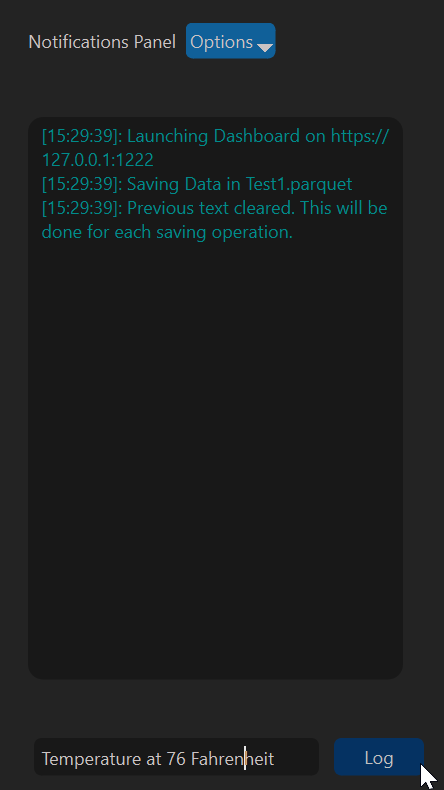 Notifications Panel Options
[15:29:39]: Launching Dashboard on https://
127.0.0.1:1222
[15:29:39]: Saving Data in Test1.parquet
[15:29:39]: Previous text cleared. This will be
done for each saving operation.
Temperature at 76 Fahrenheit Log